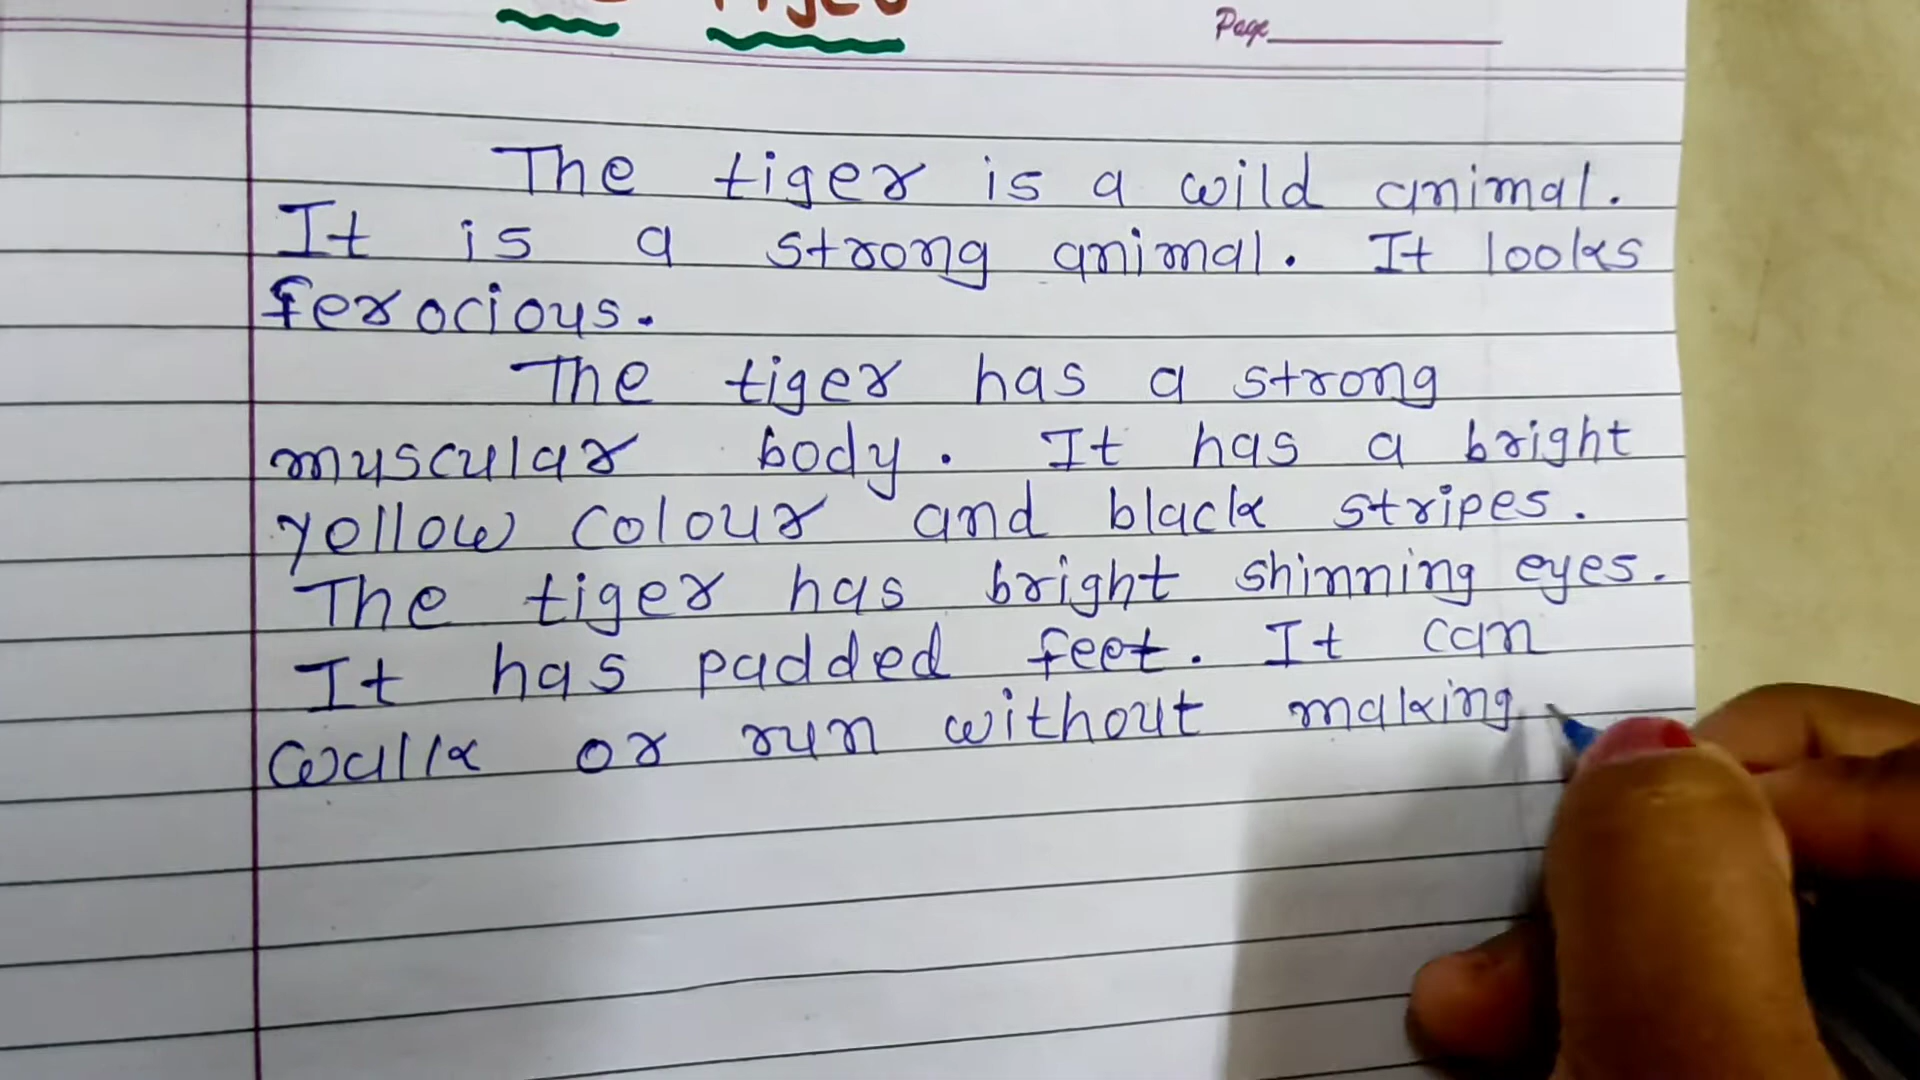 Tiger
Page
The tiger is a wild animal.
It is a strong animal. It looks
ferocious.
The tiger has a strong
muscular body. It has a bright
yellow colour and black stripes.
The tiger has bright shinning eyes.
It has padded feet. It can
walk or run without making